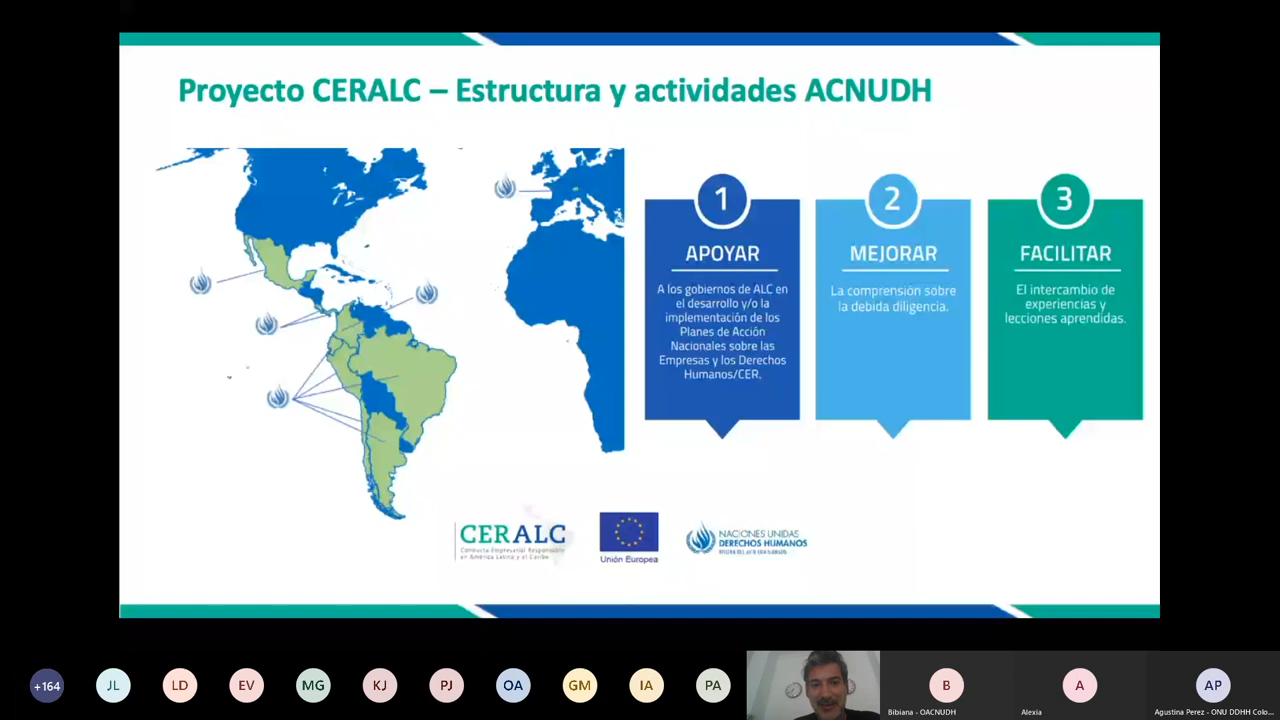 Proyecto CERALC – Estructura y actividades ACNUDH
1
APOYAR
A los gobiernos de ALC en
el desarrollo y/o la
implementación de los
Planes de Acción
Nacionales sobre las
Empresas y los Derechos
Humanos/CER.
2
MEJORAR
La comprensión sobre
la debida diligencia.
3
FACILITAR
El intercambio de
experiencias y
lecciones aprendidas.
CERALC
Conducta Empresarial Responsable
en América Latina y el Caribe
Unión Europea
NACIONES UNIDAS
DERECHOS HUMANOS
OFICINA DEL ALTO COMISIONADO
+164
JL
LD
EV
MG
KJ
PJ
OA
GM
IA
PA
B
Bibiana - OACNUDH
A
Alexia
AP
Agustina Perez - ONU DDHH Colo...